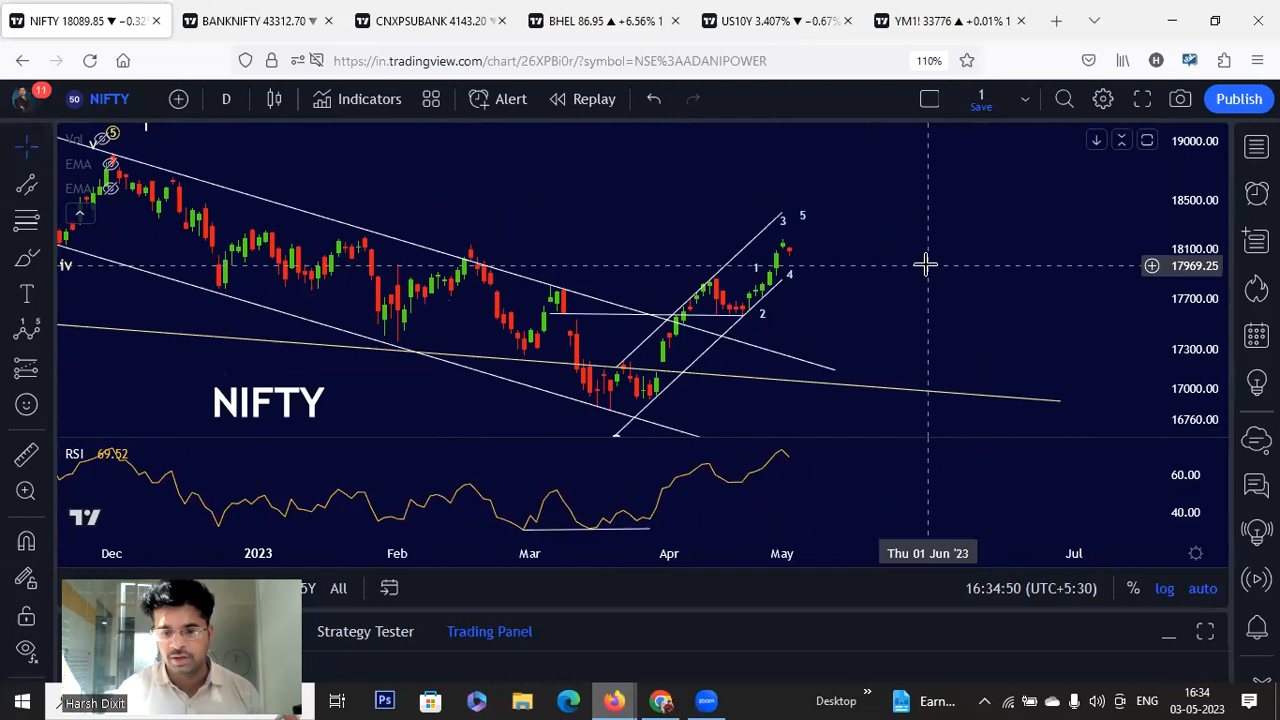 NIFTY 18089.85 ▼ −0.32%
BANKNIFTY 43312.70 ▼
CNXPSUBANK 4143.20
BHEL 86.95 ▲ +6.56% 1
US10Y 3.407% ▼ −0.67%
YM1! 33776 ▲ +0.01% 1
https://in.tradingview.com/chart/26XPBi0r/?symbol=NSE%3AADANIPOWER
110%
H
11
50 NIFTY
D
Indicators
Alert
Replay
1
Save
Publish
Vol
5
v
EMA
EMA
iv
NIFTY
1
2
3
4
5
19000.00
18500.00
18100.00
17969.25
17700.00
17300.00
17000.00
16760.00
RSI 69.52
60.00
40.00
Dec
2023
Feb
Mar
Apr
May
Thu 01 Jun '23
Jul
5Y
All
16:34:50 (UTC+5:30)
%
log
auto
Strategy Tester
Trading Panel
Harsh Dixit
Desktop
»
Earn...
ENG
16:34
03-05-2023